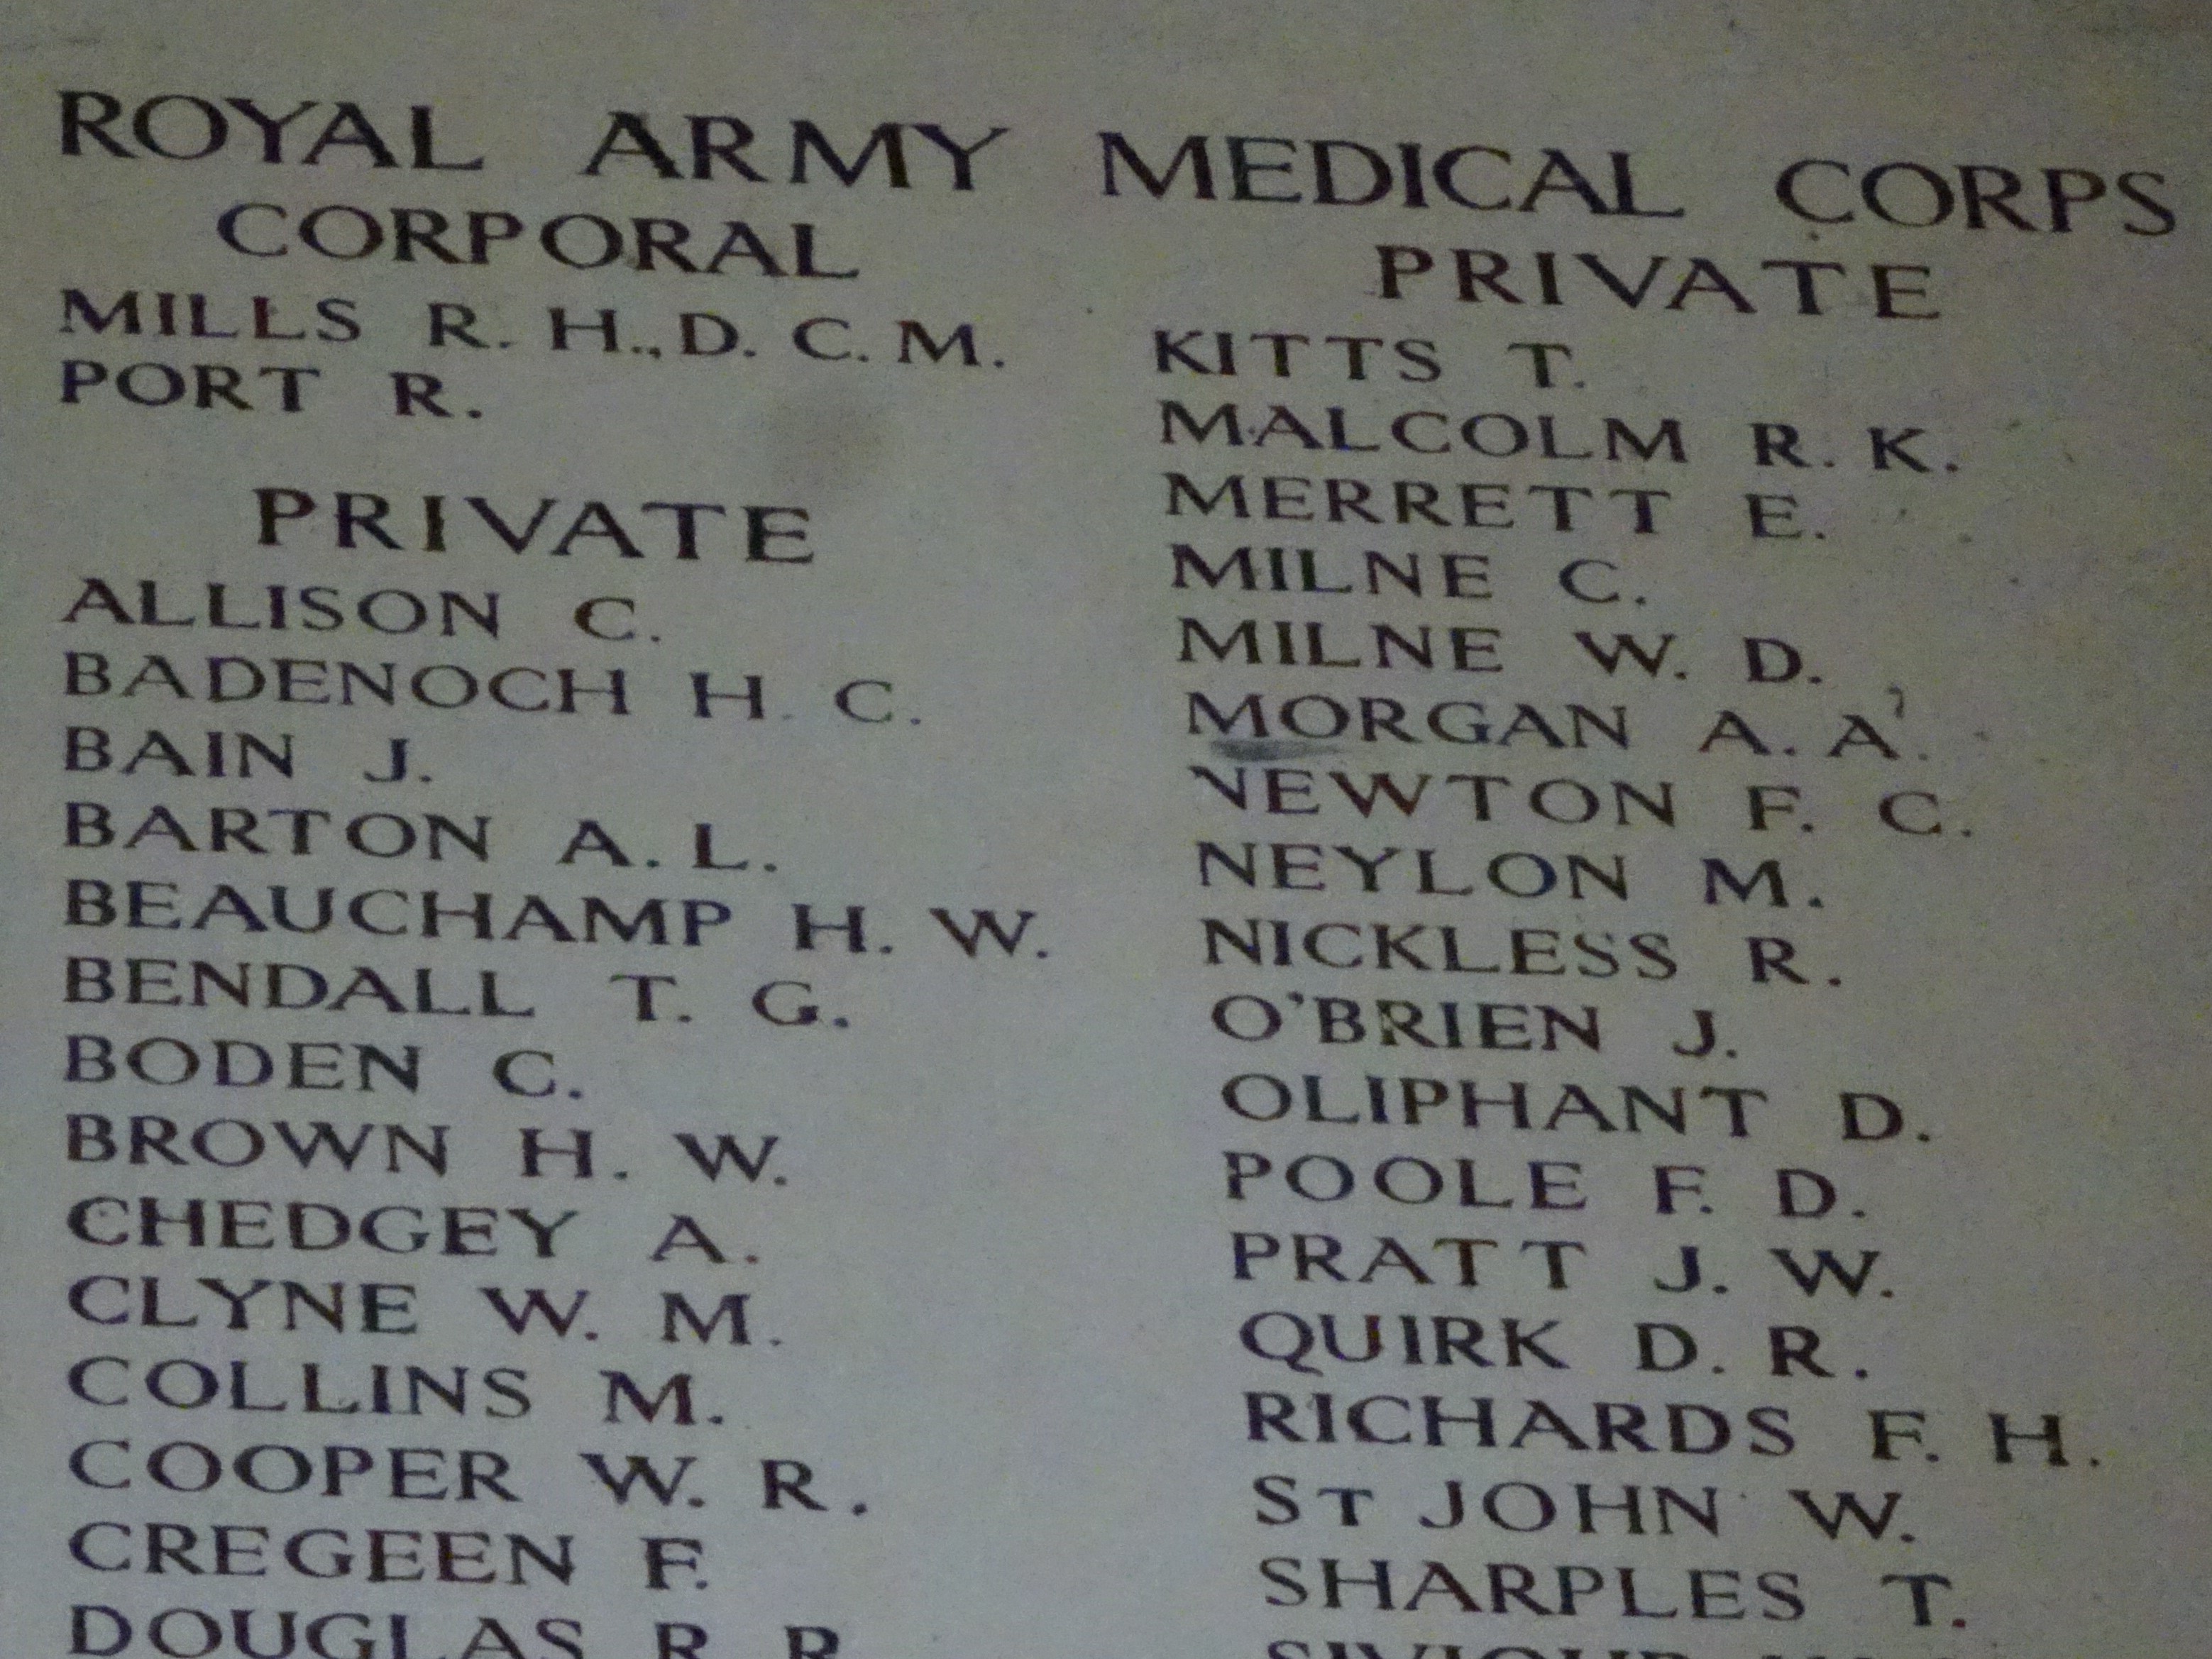 ROYAL ARMY MEDICAL CORPS
CORPORAL
MILLS R. H., D. C. M.
PORT R.
PRIVATE
ALLISON C.
BADENOCH H. C.
BAIN J.
BARTON A. L.
BEAUCHAMP H. W.
BENDALL T. G.
BODEN C.
BROWN H. W.
CHEDGEY A.
CLYNE W. M.
COLLINS M.
COOPER W. R.
CREGEEN F.
DOUGLAS R.
PRIVATE
KITTS T.
MALCOLM R. K.
MERRETT E.
MILNE C.
MILNE W. D.
MORGAN A. A.
NEWTON F. C.
NEYLON M.
NICKLESS R.
O'BRIEN J.
OLIPHANT D.
POOLE F. D.
PRATT J. W.
QUIRK D. R.
RICHARDS F. H.
ST JOHN W.
SHARPLES T.